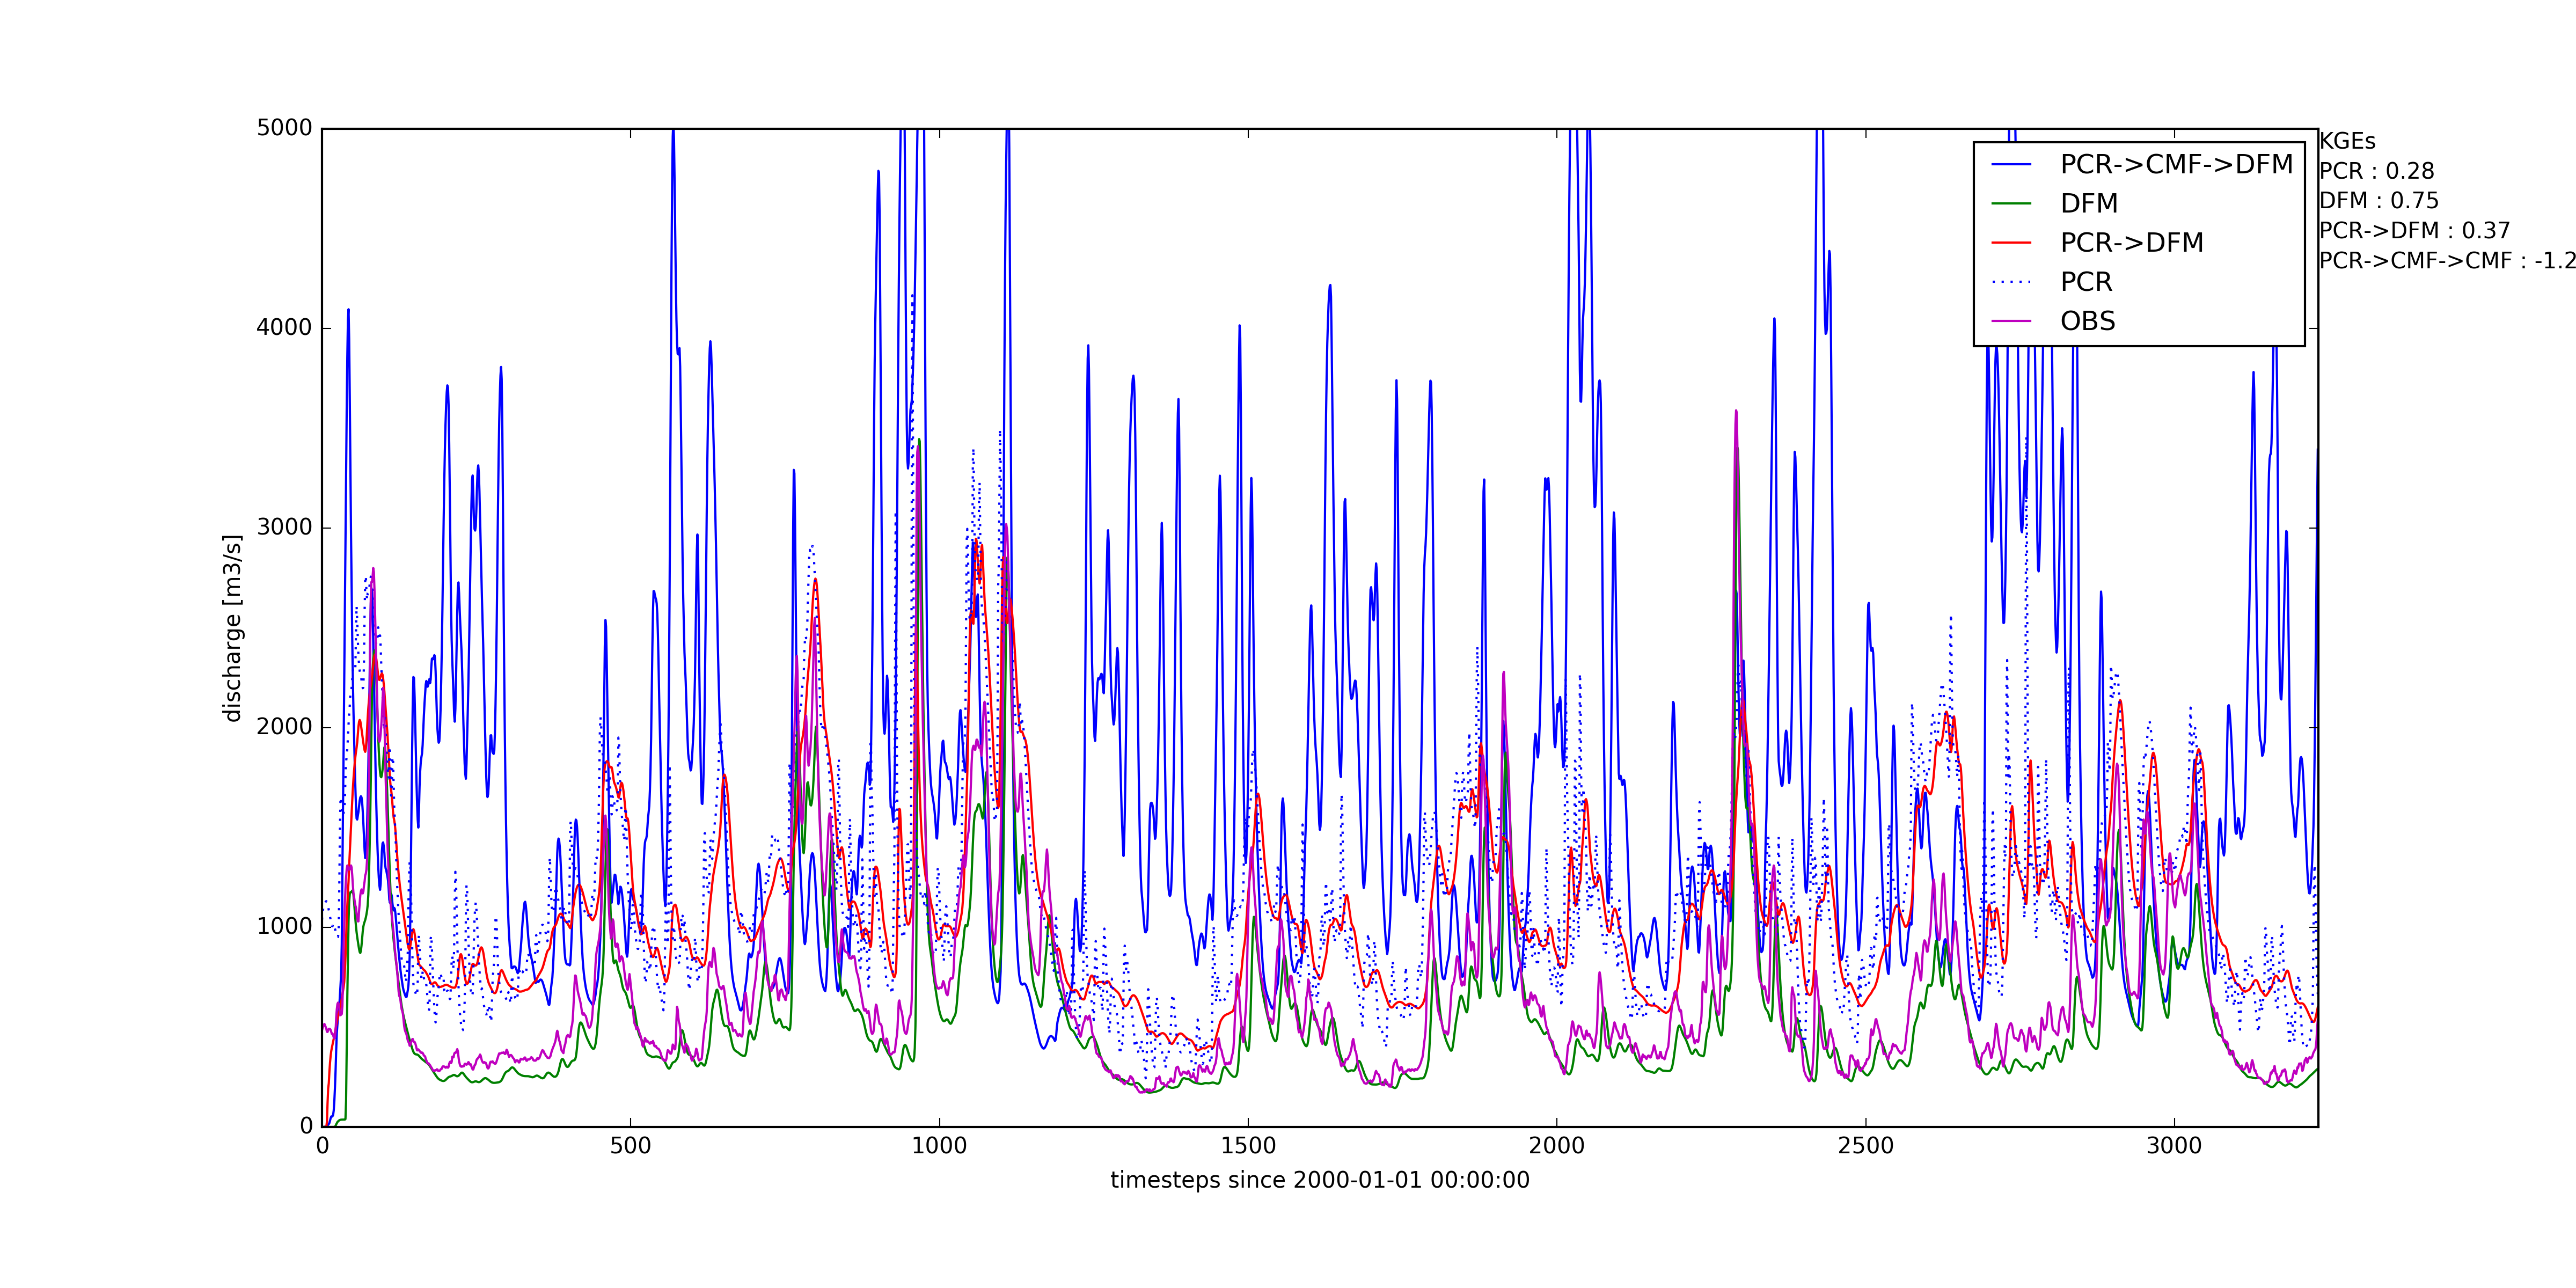 5000
4000
3000
2000
1000
0
discharge [m3/s]
0 500 1000 1500 2000 2500 3000
timesteps since 2000-01-01 00:00:00
PCR->CMF->DFM
DFM
PCR->DFM
PCR
OBS
KGEs
PCR : 0.28
DFM : 0.75
PCR->DFM : 0.37
PCR->CMF->CMF : -1.2